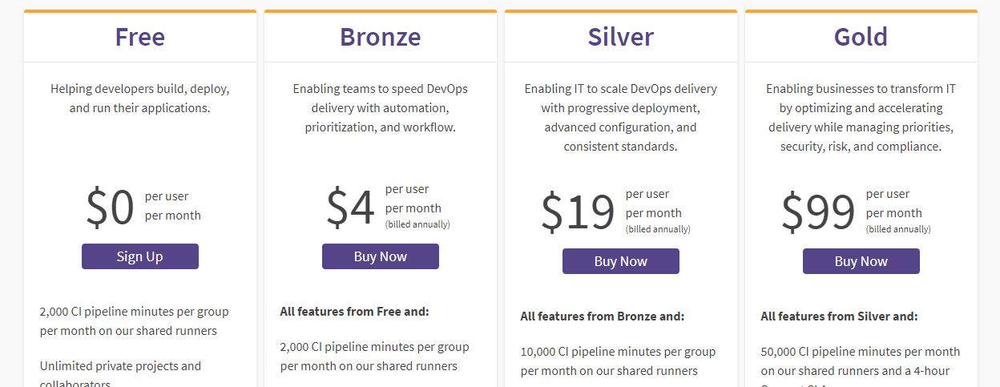 Free
Helping developers build, deploy,
and run their applications.
$0 per user
per month
Sign Up
2,000 CI pipeline minutes per group
per month on our shared runners
Unlimited private projects and
collaborators
Bronze
Enabling teams to speed DevOps
delivery with automation,
prioritization, and workflow.
$4 per user
per month
(billed annually)
Buy Now
All features from Free and:
2,000 CI pipeline minutes per group
per month on our shared runners
Silver
Enabling IT to scale DevOps delivery
with progressive deployment,
advanced configuration, and
consistent standards.
$19 per user
per month
(billed annually)
Buy Now
All features from Bronze and:
10,000 CI pipeline minutes per group
per month on our shared runners
Gold
Enabling businesses to transform IT
by optimizing and accelerating
delivery while managing priorities,
security, risk, and compliance.
$99 per user
per month
(billed annually)
Buy Now
All features from Silver and:
50,000 CI pipeline minutes per month
on our shared runners and a 4-hour